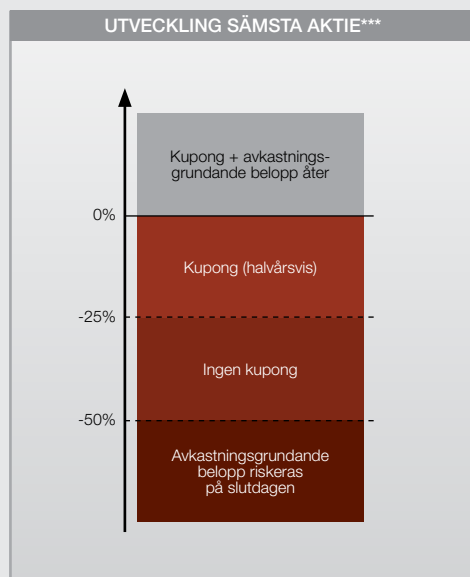 UTVECKLING SÄMSTA AKTIE***
Kupong + avkastnings-
grundande belopp åter
0%
Kupong (halvårsvis)
-25%
Ingen kupong
-50%
Avkastningsgrundande
belopp riskeras
på slutdagen